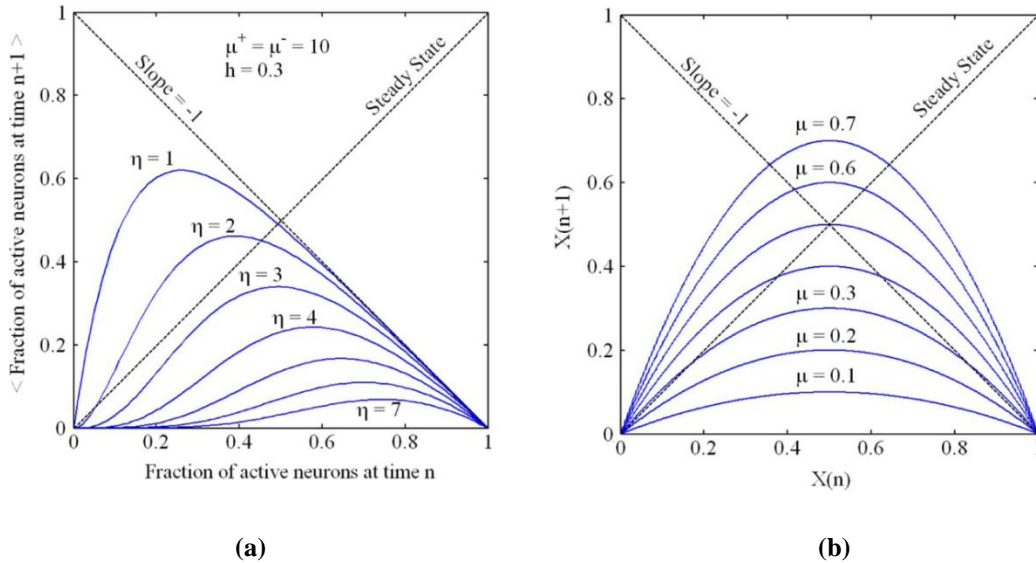 1
0.8
0.6
0.4
0.2
0
0
0.2
0.4
0.6
0.8
1
< Fraction of active neurons at time n+1 >
Fraction of active neurons at time n
μ⁺ = μ⁻ = 10
h = 0.3
Slope = -1
Steady State
η = 1
η = 2
η = 3
η = 4
η = 7
(a)
1
0.8
0.6
0.4
0.2
0
0
0.2
0.4
0.6
0.8
1
X(n+1)
X(n)
Slope = -1
Steady State
μ = 0.7
μ = 0.6
μ = 0.3
μ = 0.2
μ = 0.1
(b)